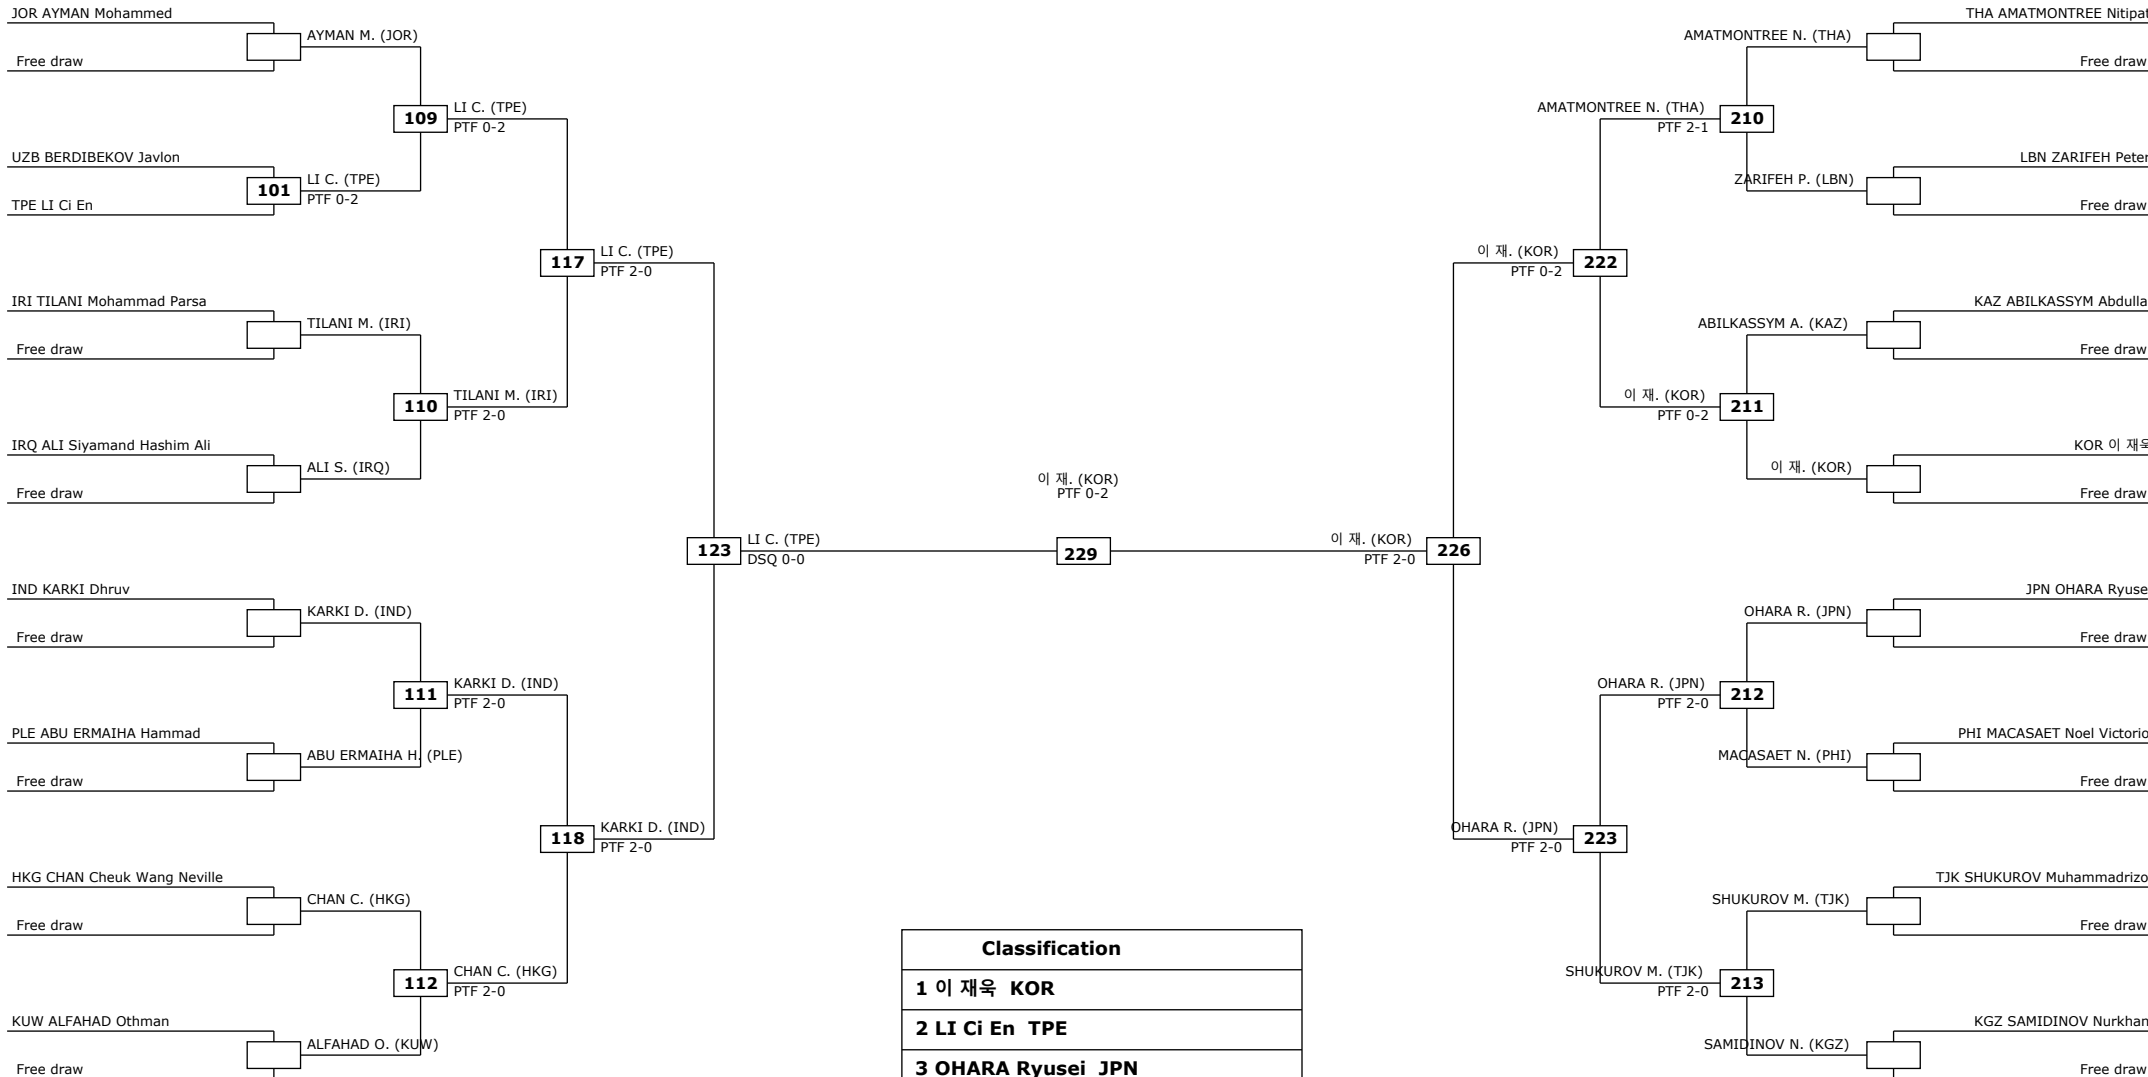 JOR AYMAN Mohammed
Free draw
AYMAN M. (JOR)
109
LI C. (TPE)
PTF 0-2
UZB BERDIBEKOV Javlon
101
TPE LI Ci En
LI C. (TPE)
PTF 0-2
117
LI C. (TPE)
PTF 2-0
IRI TILANI Mohammad Parsa
Free draw
TILANI M. (IRI)
110
TILANI M. (IRI)
PTF 2-0
IRQ ALI Siyamand Hashim Ali
Free draw
ALI S. (IRQ)
123
LI C. (TPE)
DSQ 0-0
IND KARKI Dhruv
Free draw
KARKI D. (IND)
111
KARKI D. (IND)
PTF 2-0
PLE ABU ERMAIHA Hammad
Free draw
ABU ERMAIHA H. (PLE)
118
KARKI D. (IND)
PTF 2-0
HKG CHAN Cheuk Wang Neville
Free draw
CHAN C. (HKG)
112
CHAN C. (HKG)
PTF 2-0
KUW ALFAHAD Othman
Free draw
ALFAHAD O. (KUW)
이 재. (KOR)
PTF 0-2
229
THA AMATMONTREE Nitipat
Free draw
AMATMONTREE N. (THA)
AMATMONTREE N. (THA)
PTF 2-1
210
LBN ZARIFEH Peter
Free draw
ZARIFEH P. (LBN)
이 재. (KOR)
PTF 0-2
222
KAZ ABILKASSYM Abdulla
Free draw
ABILKASSYM A. (KAZ)
이 재. (KOR)
PTF 0-2
211
KOR 이 재욱
Free draw
이 재. (KOR)
이 재. (KOR)
PTF 2-0
226
JPN OHARA Ryuse
Free draw
OHARA R. (JPN)
OHARA R. (JPN)
PTF 2-0
212
PHI MACASAET Noel Victorio
Free draw
MACASAET N. (PHI)
OHARA R. (JPN)
PTF 2-0
223
TJK SHUKUROV Muhammadrizo
Free draw
SHUKUROV M. (TJK)
SHUKUROV M. (TJK)
PTF 2-0
213
KGZ SAMIDINOV Nurkhan
Free draw
SAMIDINOV N. (KGZ)
Classification
1 이 재욱 KOR
2 LI Ci En TPE
3 OHARA Ryusei JPN